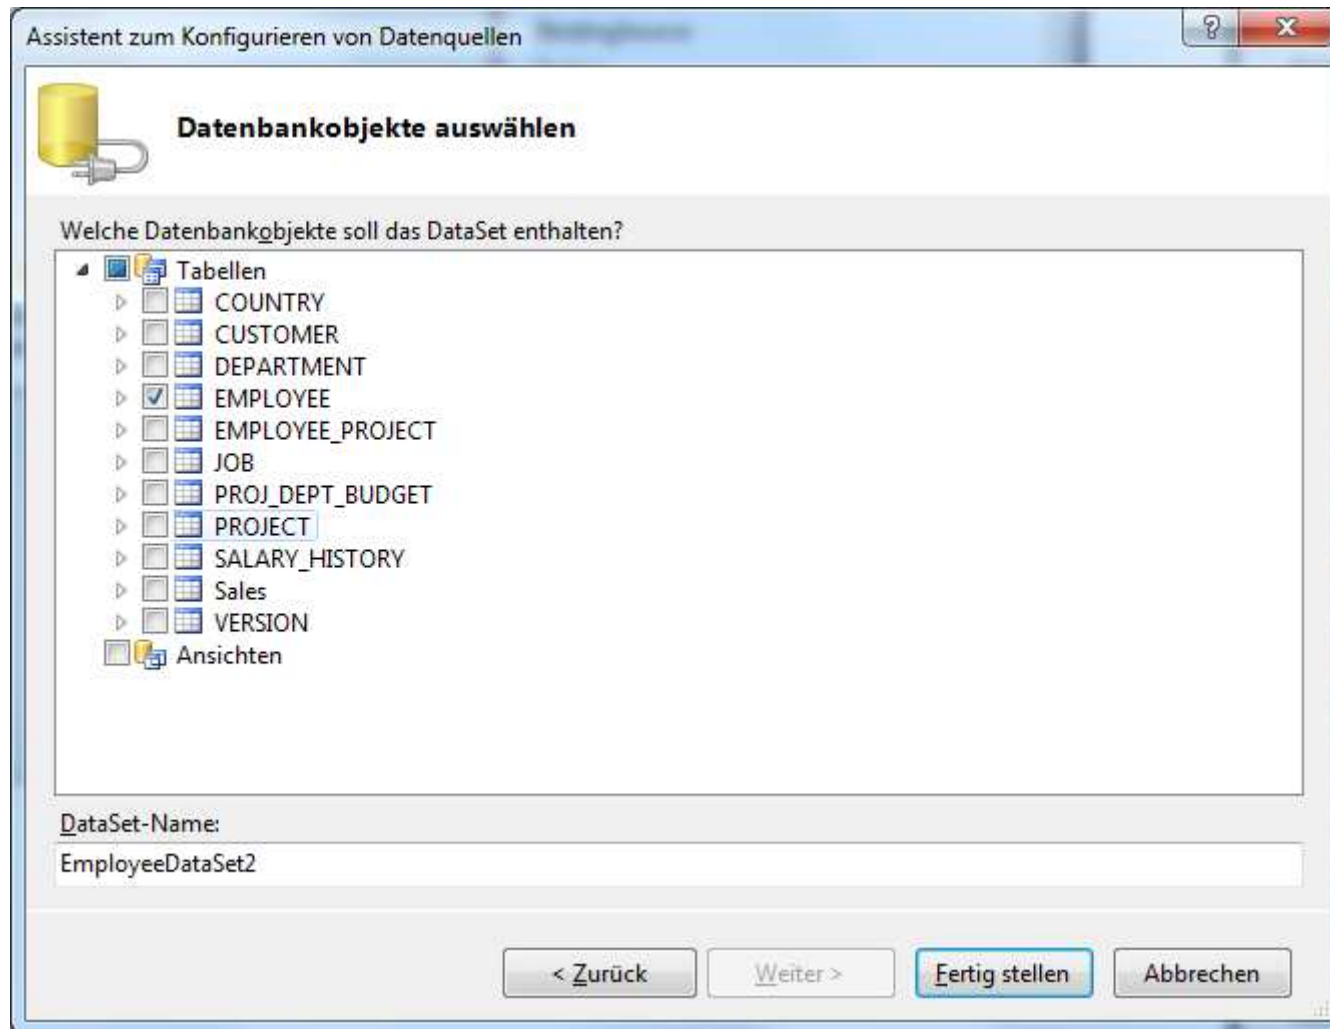 Assistent zum Konfigurieren von Datenquellen
Datenbankobjekte auswählen
Welche Datenbankobjekte soll das DataSet enthalten?
Tabellen
COUNTRY
CUSTOMER
DEPARTMENT
EMPLOYEE
EMPLOYEE_PROJECT
JOB
PROJ_DEPT_BUDGET
PROJECT
SALARY_HISTORY
Sales
VERSION
Ansichten
DataSet-Name:
EmployeeDataSet2
< Zurück Weiter > Fertig stellen Abbrechen